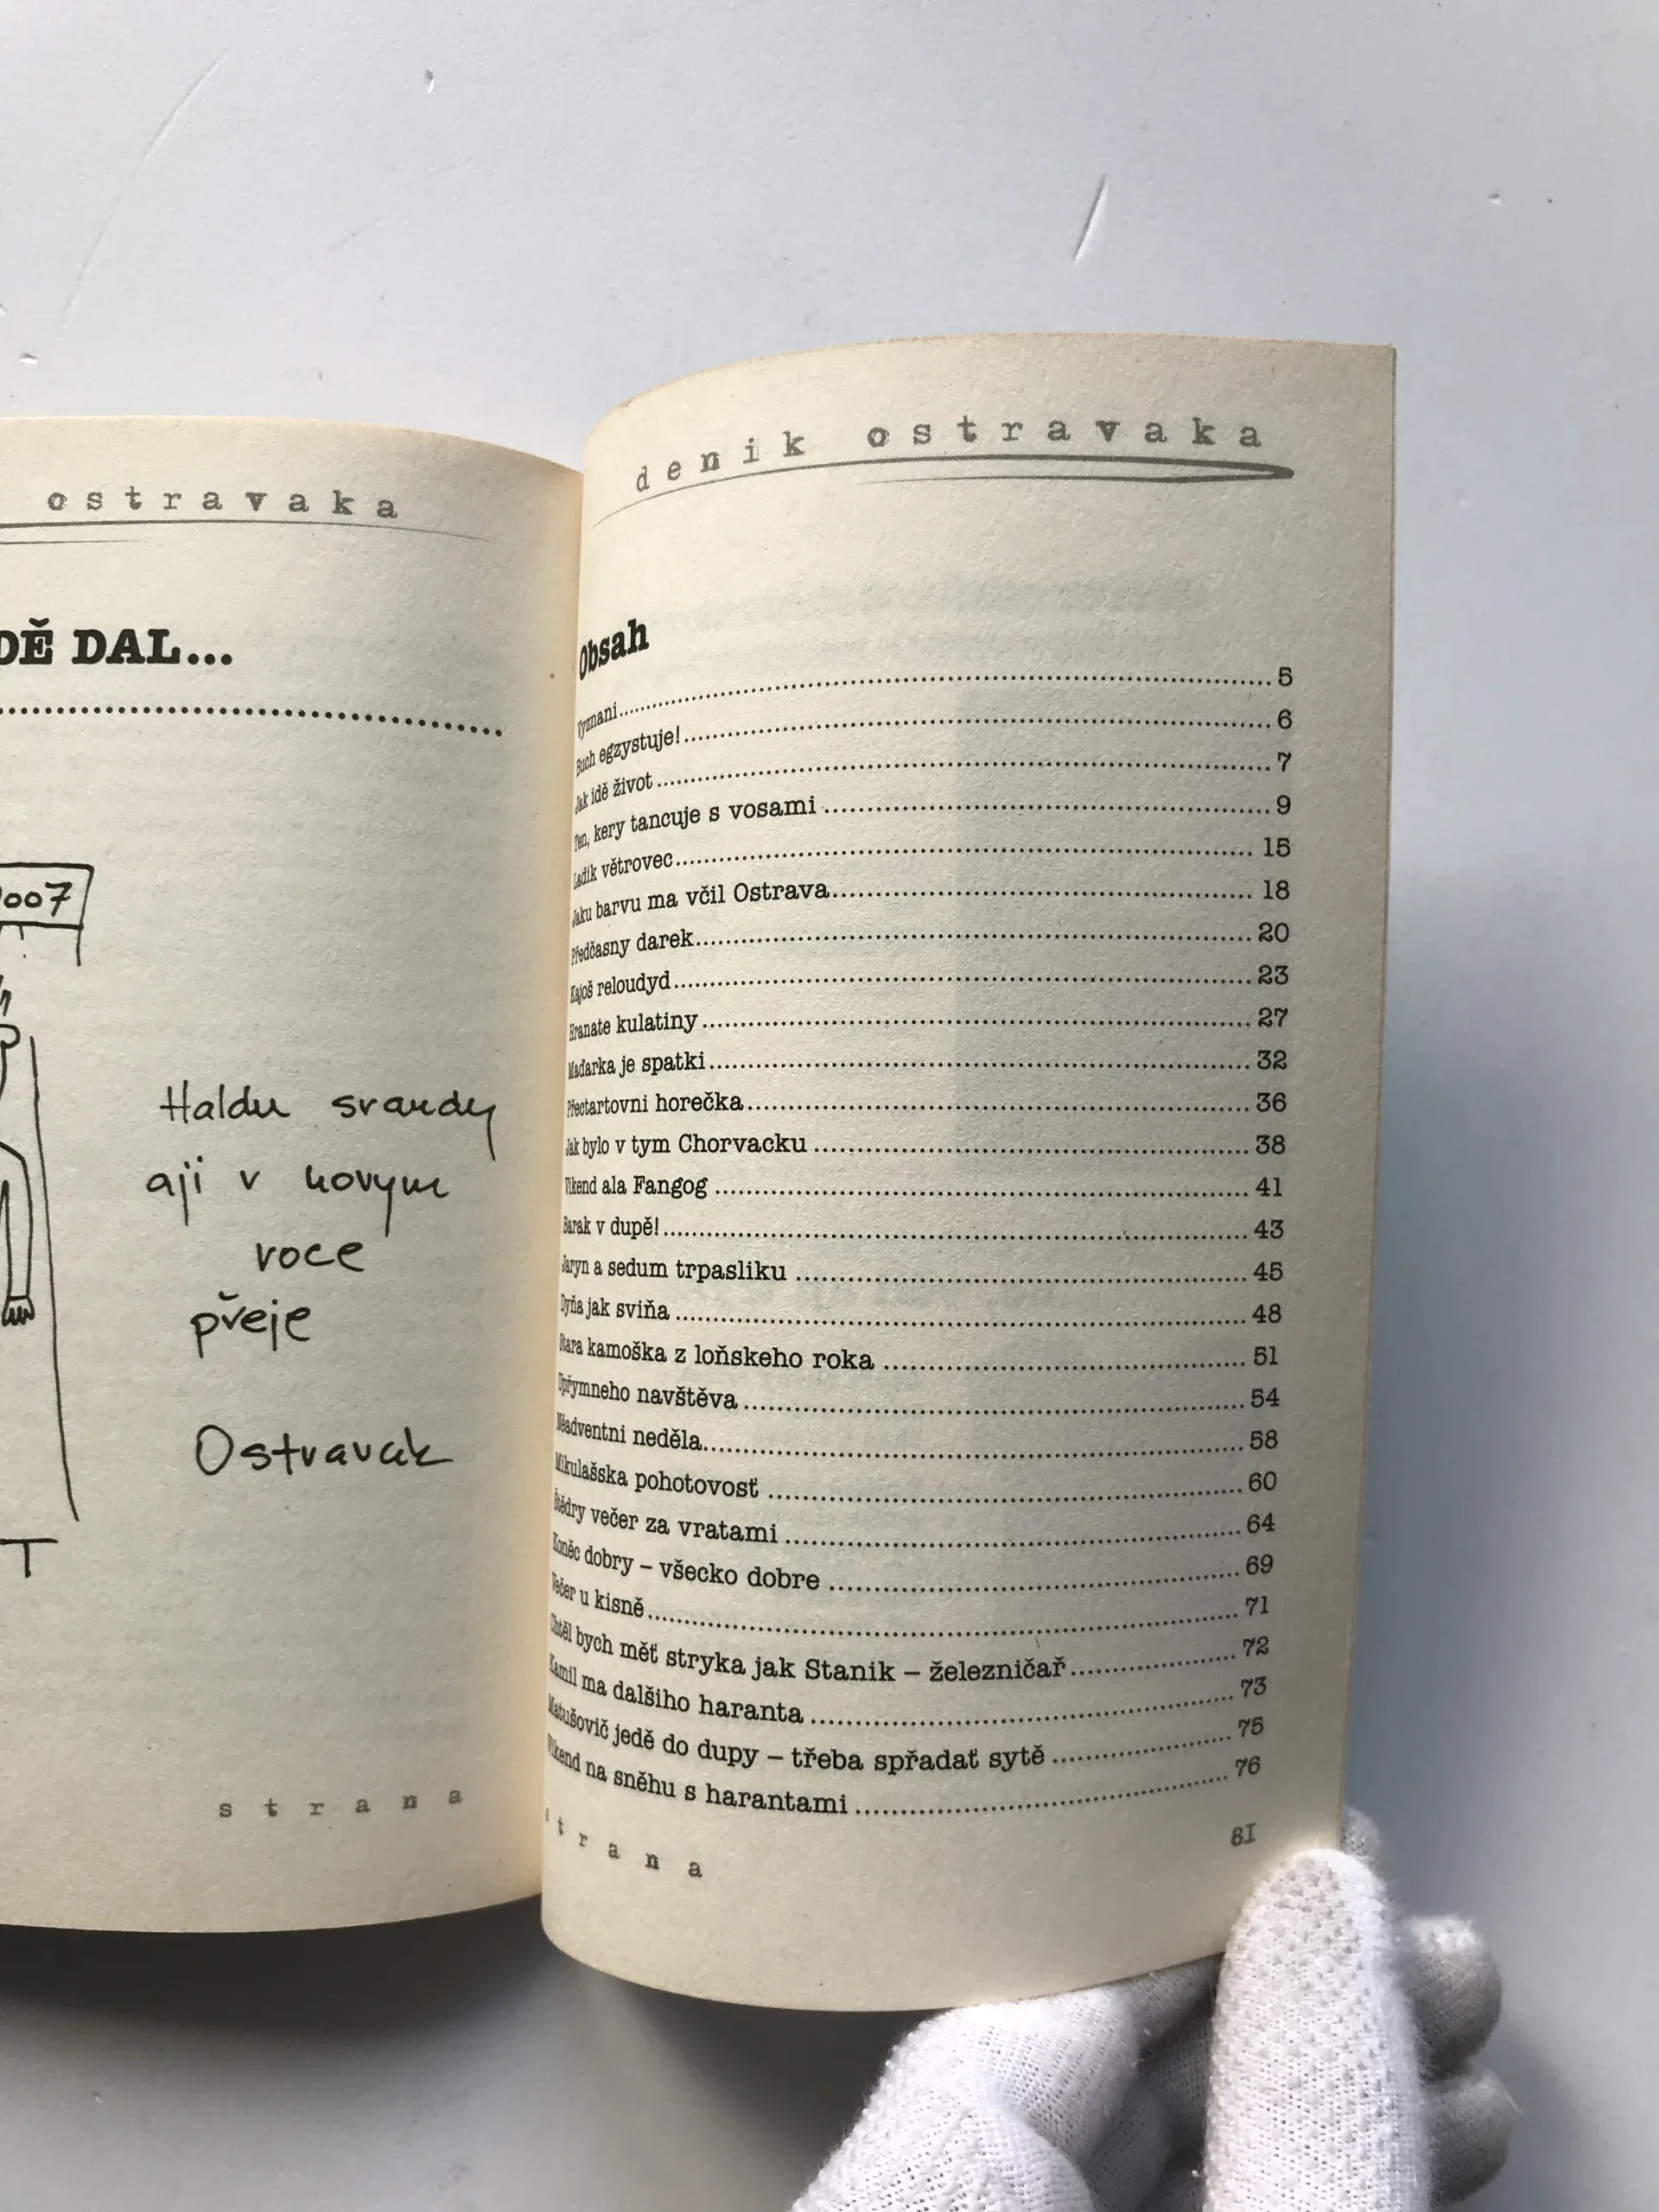 ostravaka
DĚ DAL...
2007
Haldu srandy
aji v novym
roce
přeje
Ostravak
T
strana
denik ostravaka
Obsah
Vyznani 5
Buch egzystuje! 6
Jak idě život 7
Ten, kery tancuje s vosami 9
Ladik větrovec 15
Jaku barvu ma včil Ostrava 18
Předčasny darek 20
Kajoš reloudyd 23
Hranate kulatiny 27
Maďarka je spatki 32
Přectartovni horečka 36
Jak bylo v tym Chorvacku 38
Vikend ala Fangog 41
Barak v dupě! 43
Jaryn a sedum trpasliku 45
Dyňa jak sviňa 48
Stara kamoška z loňskeho roka 51
Upřymneho navštěva 54
Něadventni neděla 58
Mikulašska pohotovosť 60
Štědry večer za vratami 64
Koněc dobry – všecko dobre 69
Večer u kisně 71
Chtěl bych měť stryka jak Stanik – železničař 72
Kamil ma dalšiho haranta 73
Matušovič jedě do dupy – třeba spřadať sytě 75
Vikend na sněhu s harantami 76
strana 81